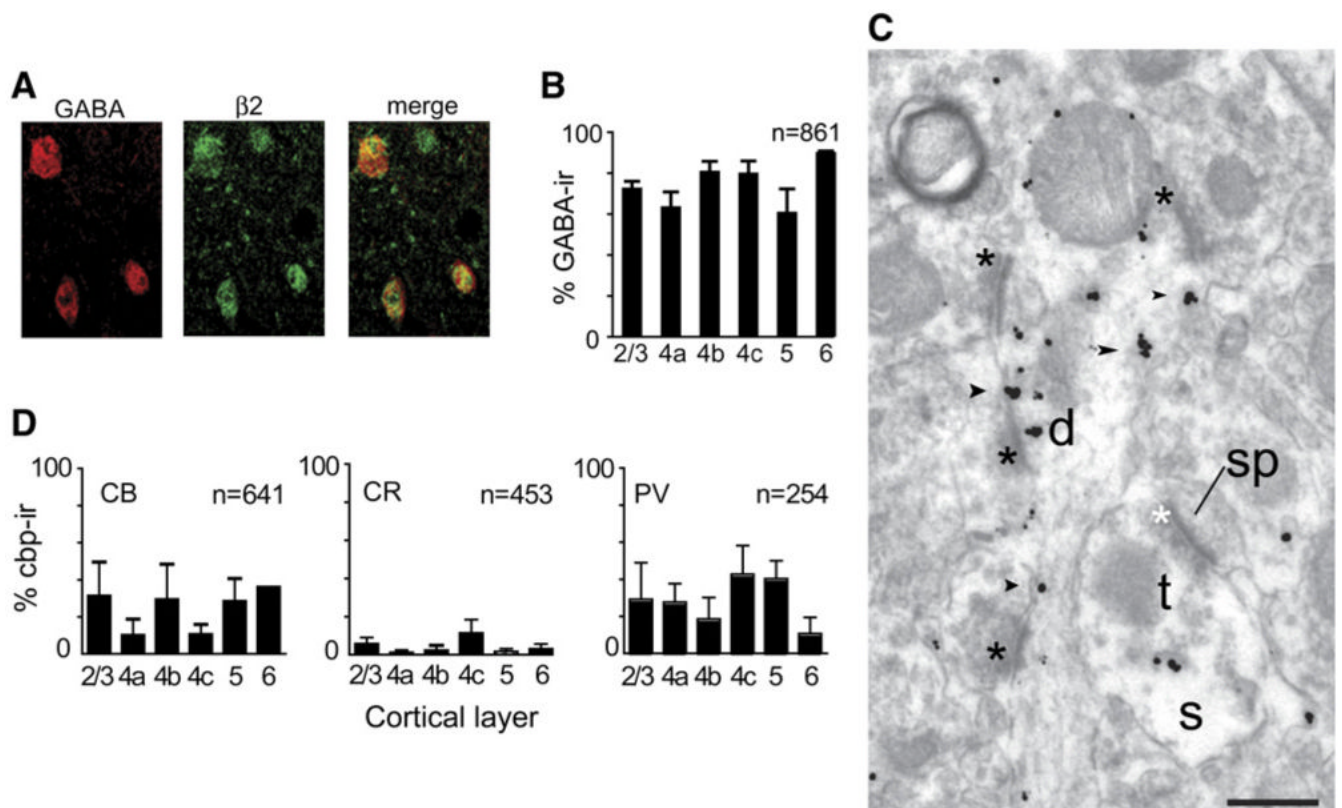 A
GABA
β2
merge
B
100
n=861
% GABA-ir
0
2/3 4a 4b 4c 5 6
C
*
*
d
*
sp
*
t
*
s
D
100
CB
n=641
% cbp-ir
0
2/3 4a 4b 4c 5 6
100
CR
n=453
0
2/3 4a 4b 4c 5 6
Cortical layer
100
PV
n=254
0
2/3 4a 4b 4c 5 6